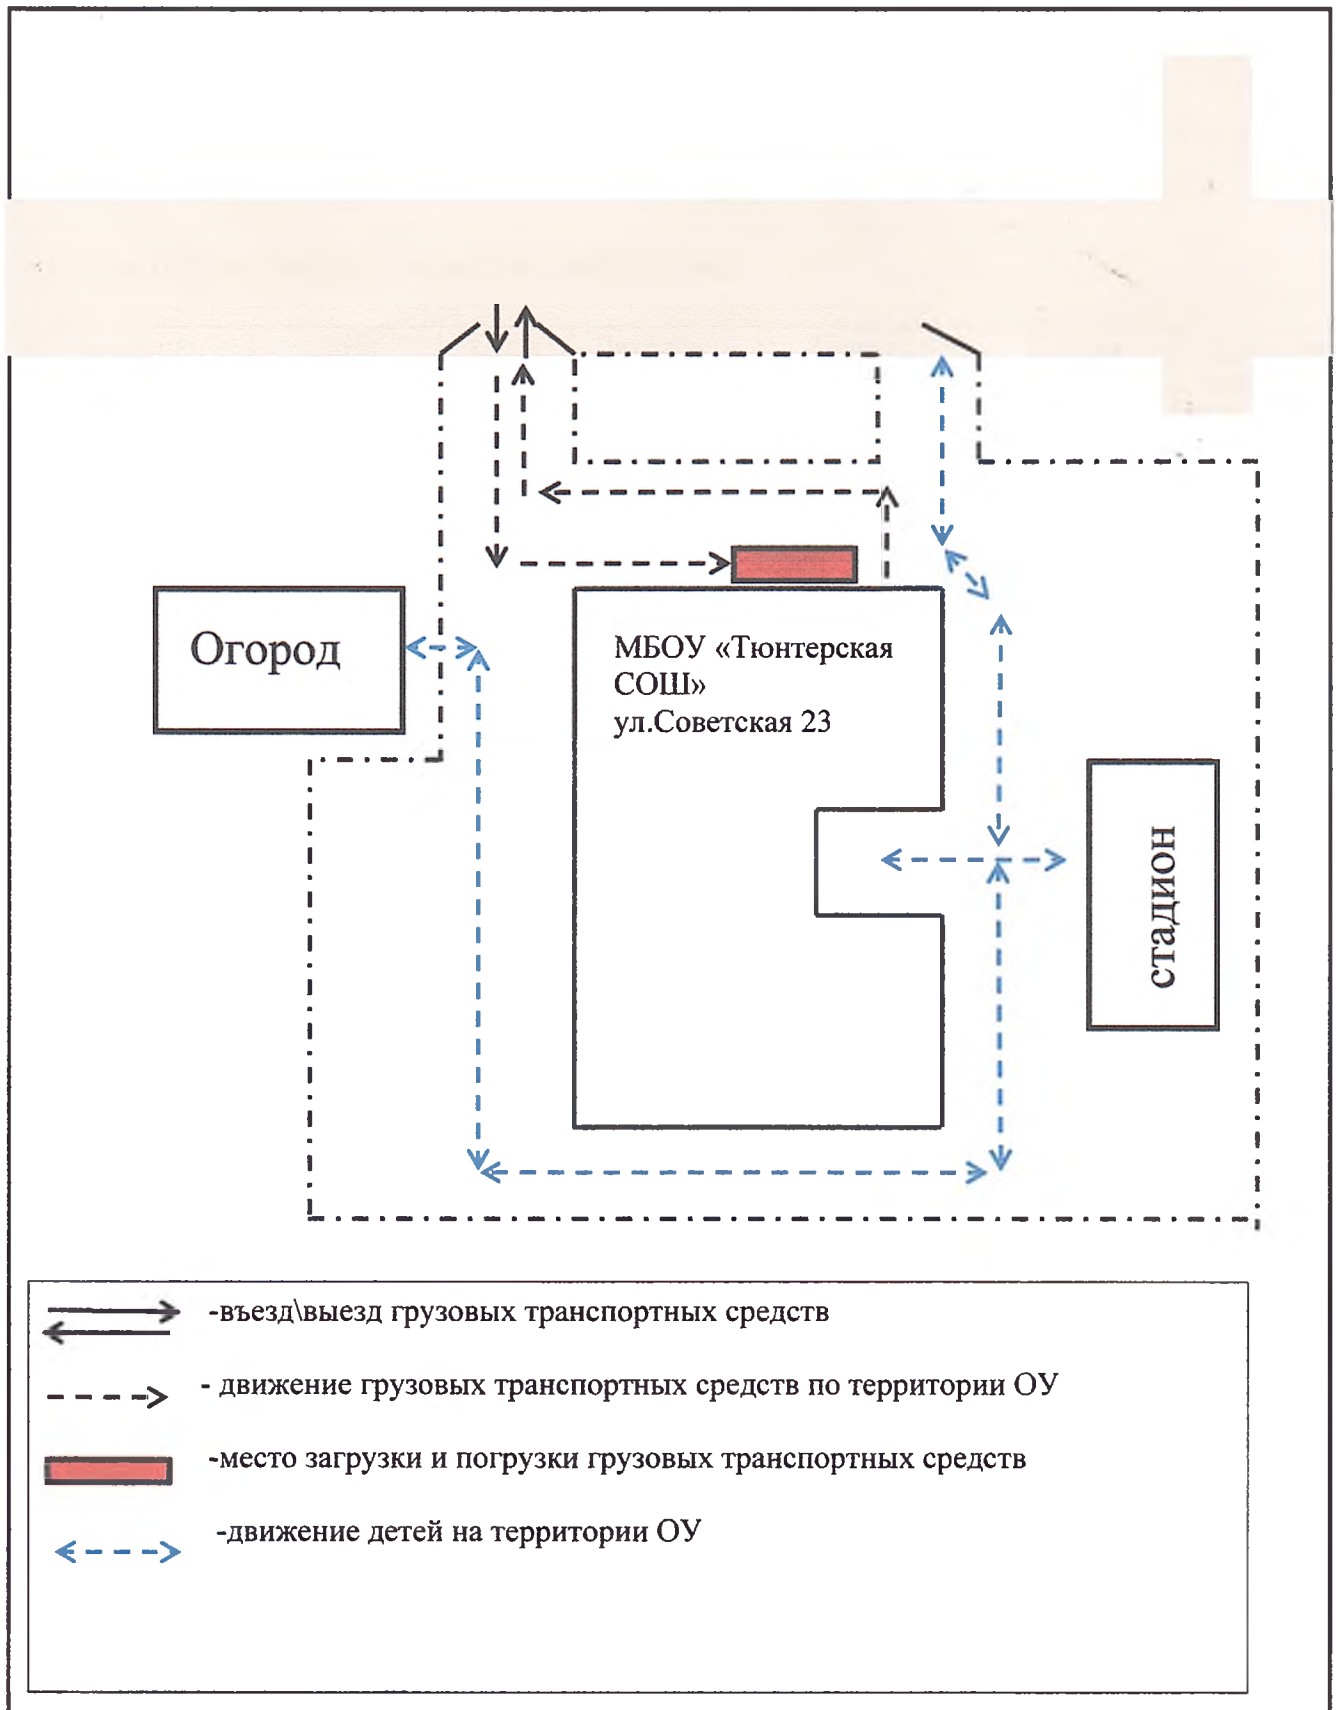 Огород
МБОУ «Тюнтерская
СОШ»
ул.Советская 23
стадион
-въезд\выезд грузовых транспортных средств
- движение грузовых транспортных средств по территории ОУ
-место загрузки и погрузки грузовых транспортных средств
-движение детей на территории ОУ